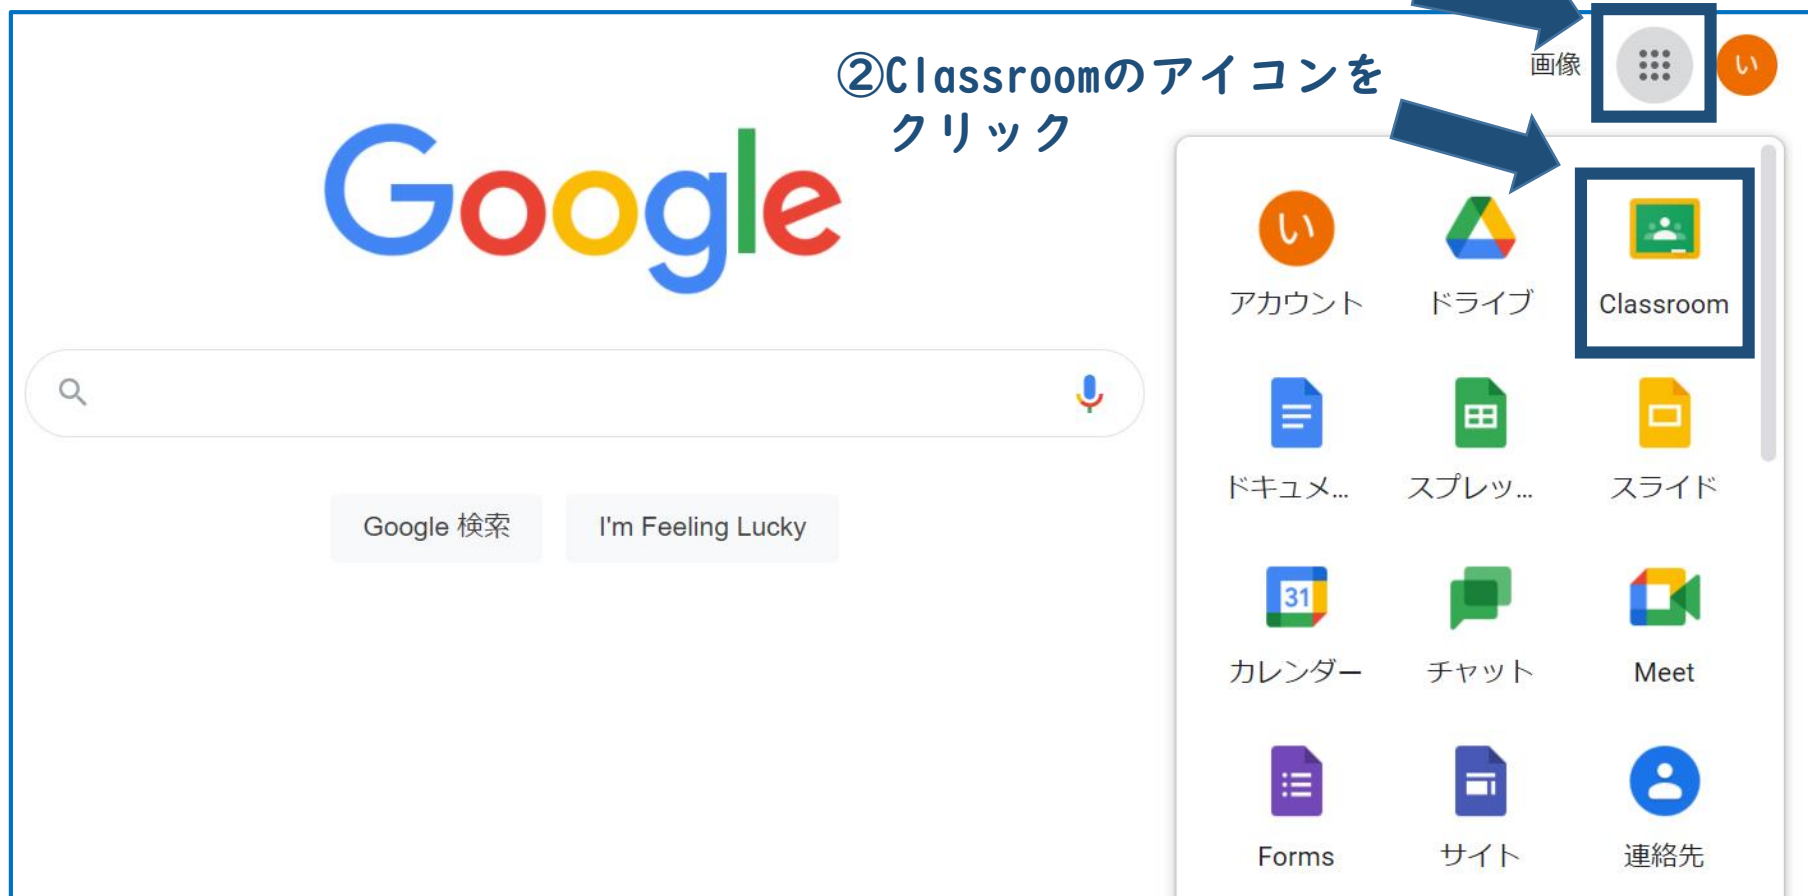 画像
い
②Classroomのアイコンを
クリック
Google
い
アカウント
ドライブ
Classroom
ドキュメ...
スプレッ...
スライド
Google 検索
I'm Feeling Lucky
31
カレンダー
チャット
Meet
Forms
サイト
連絡先